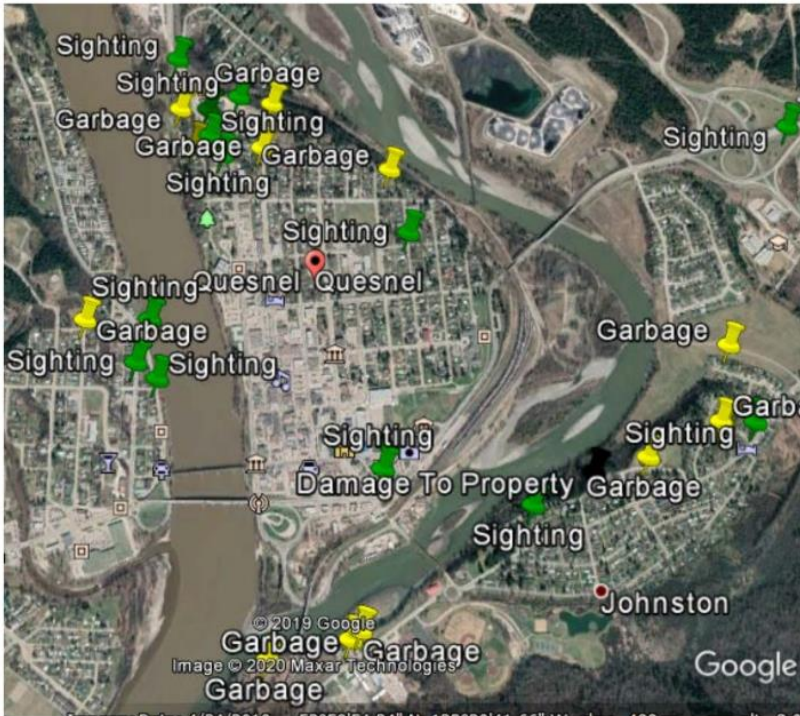 Sighting
Sighting Garbage
Garbage Sighting
Garbage Garbage
Sighting
Sighting
Sighting
Sighting Quesnel Quesnel
Garbage
Garbage
Sighting Sighting
Garb
Sighting Sighting
Damage To Property Garbage
Sighting
Johnston
© 2019 Google
Garbage Garbage
Image © 2020 Maxar Technologies
Google
Garbage